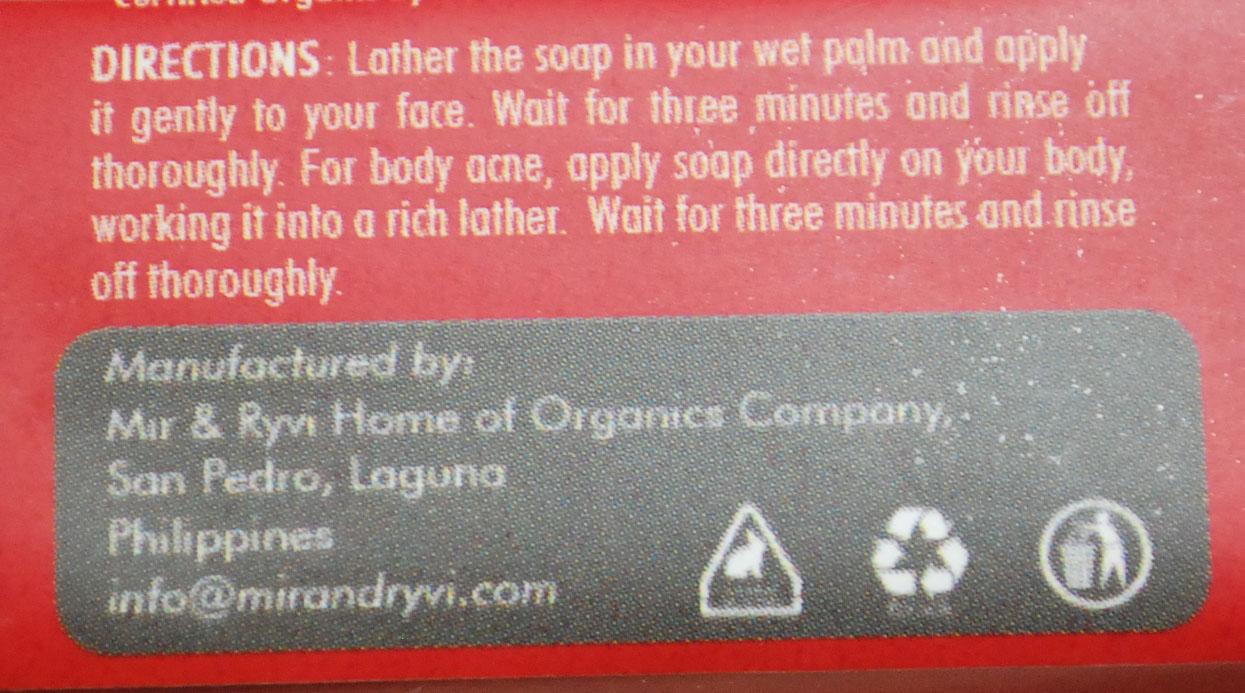 DIRECTIONS: Lather the soap in your wet palm and apply
it gently to your face. Wait for three minutes and rinse off
thoroughly. For body acne, apply soap directly on your body,
working it into a rich lather. Wait for three minutes and rinse
off thoroughly.
Manufactured by:
Mir & Ryvi Home of Organics Company,
San Pedro, Laguna
Philippines
info@mirandryvi.com